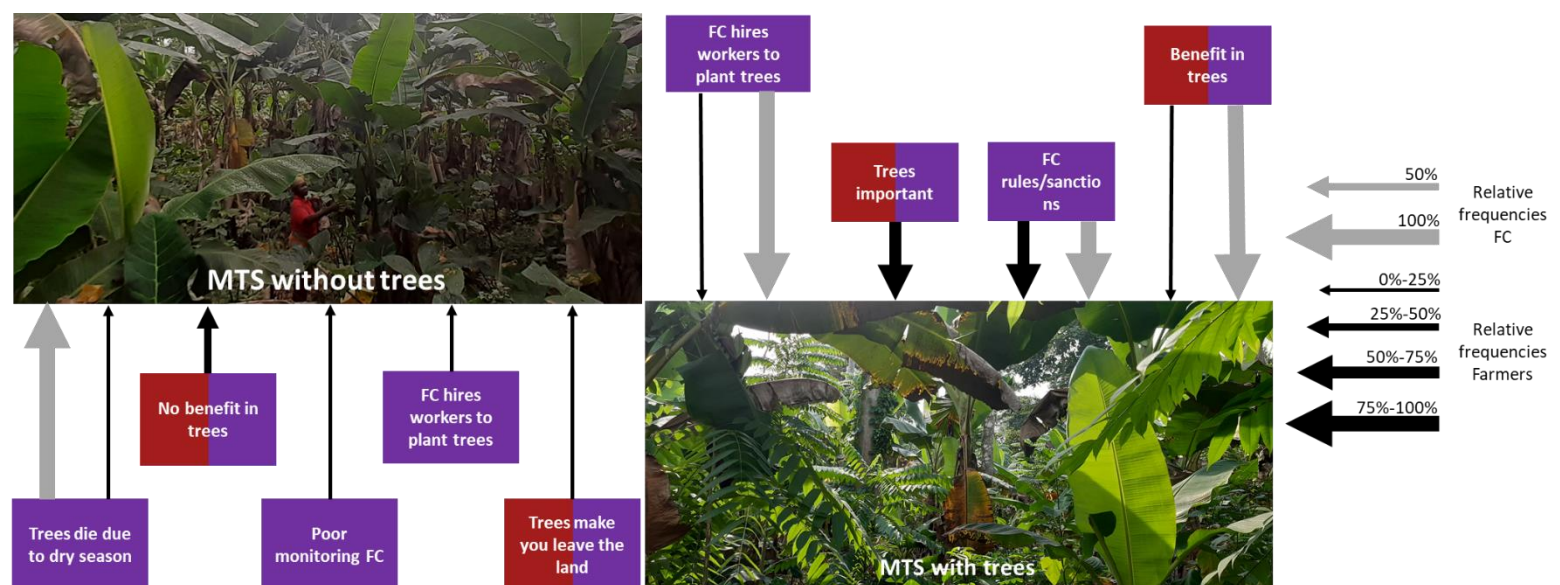 MTS without trees
Trees die due
to dry season
No benefit in
trees
Poor
monitoring FC
FC hires
workers to
plant trees
Trees make
you leave the
land
FC hires
workers to
plant trees
Trees
important
FC
rules/sanctio
ns
Benefit in
trees
MTS with trees
50%
100%
Relative
frequencies
FC
0%-25%
25%-50%
50%-75%
75%-100%
Relative
frequencies
Farmers